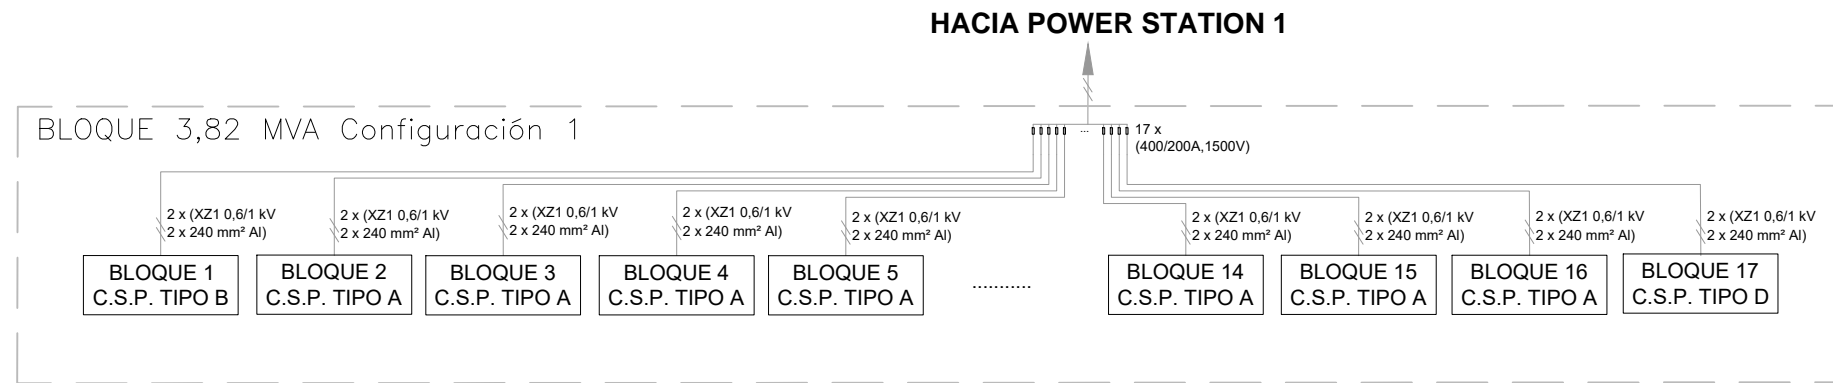 HACIA POWER STATION 1
BLOQUE 3,82 MVA Configuración 1
... 17 x
(400/200A,1500V)
2 x (XZ1 0,6/1 kV
2 x 240 mm² Al)
2 x (XZ1 0,6/1 kV
2 x 240 mm² Al)
2 x (XZ1 0,6/1 kV
2 x 240 mm² Al)
2 x (XZ1 0,6/1 kV
2 x 240 mm² Al)
2 x (XZ1 0,6/1 kV
2 x 240 mm² Al)
2 x (XZ1 0,6/1 kV
2 x 240 mm² Al)
2 x (XZ1 0,6/1 kV
2 x 240 mm² Al)
2 x (XZ1 0,6/1 kV
2 x 240 mm² Al)
2 x (XZ1 0,6/1 kV
2 x 240 mm² Al)
BLOQUE 1
C.S.P. TIPO B
BLOQUE 2
C.S.P. TIPO A
BLOQUE 3
C.S.P. TIPO A
BLOQUE 4
C.S.P. TIPO A
BLOQUE 5
C.S.P. TIPO A
...........
BLOQUE 14
C.S.P. TIPO A
BLOQUE 15
C.S.P. TIPO A
BLOQUE 16
C.S.P. TIPO A
BLOQUE 17
C.S.P. TIPO D